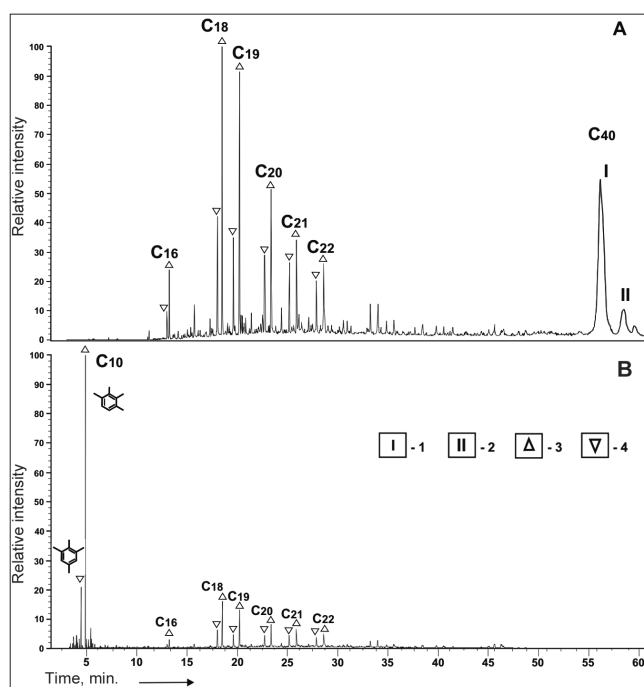 A
C18
C19
C40
I
C20
C21
C16
C22
II
Relative intensity
100
90
80
70
60
50
40
30
20
10
0
B
C10
I - 1 II - 2 △ - 3 ▽ - 4
C18
C19
C20
C21
C16
C22
Relative intensity
100
90
80
70
60
50
40
30
20
10
0
5 10 15 20 25 30 35 40 45 50 55 60
Time, min.